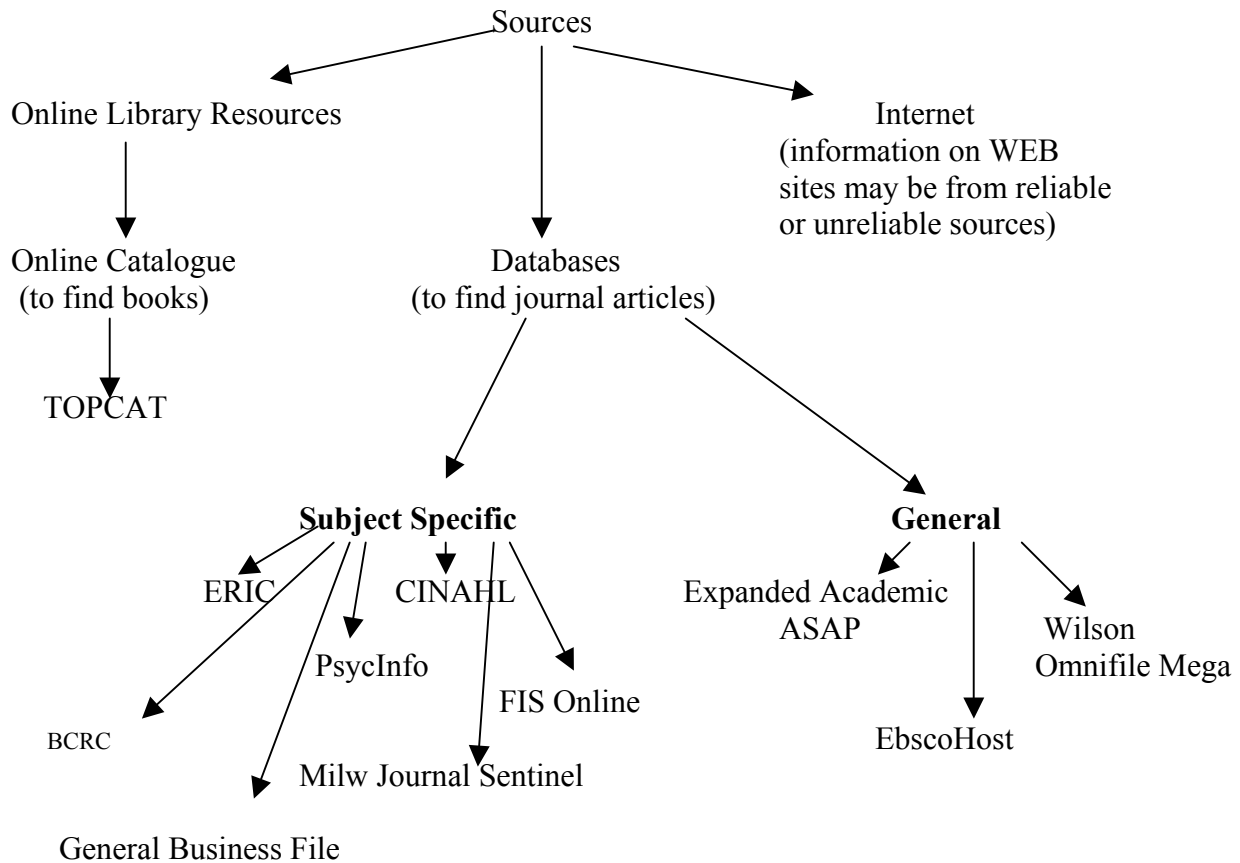 Sources
Online Library Resources
Internet
(information on WEB
sites may be from reliable
or unreliable sources)
Online Catalogue
(to find books)
Databases
(to find journal articles)
TOPCAT
Subject Specific
General
ERIC
CINAHL
Expanded Academic
ASAP
Wilson
Omnifile Mega
PsycInfo
FIS Online
BCRC
EbscoHost
Milw Journal Sentinel
General Business File